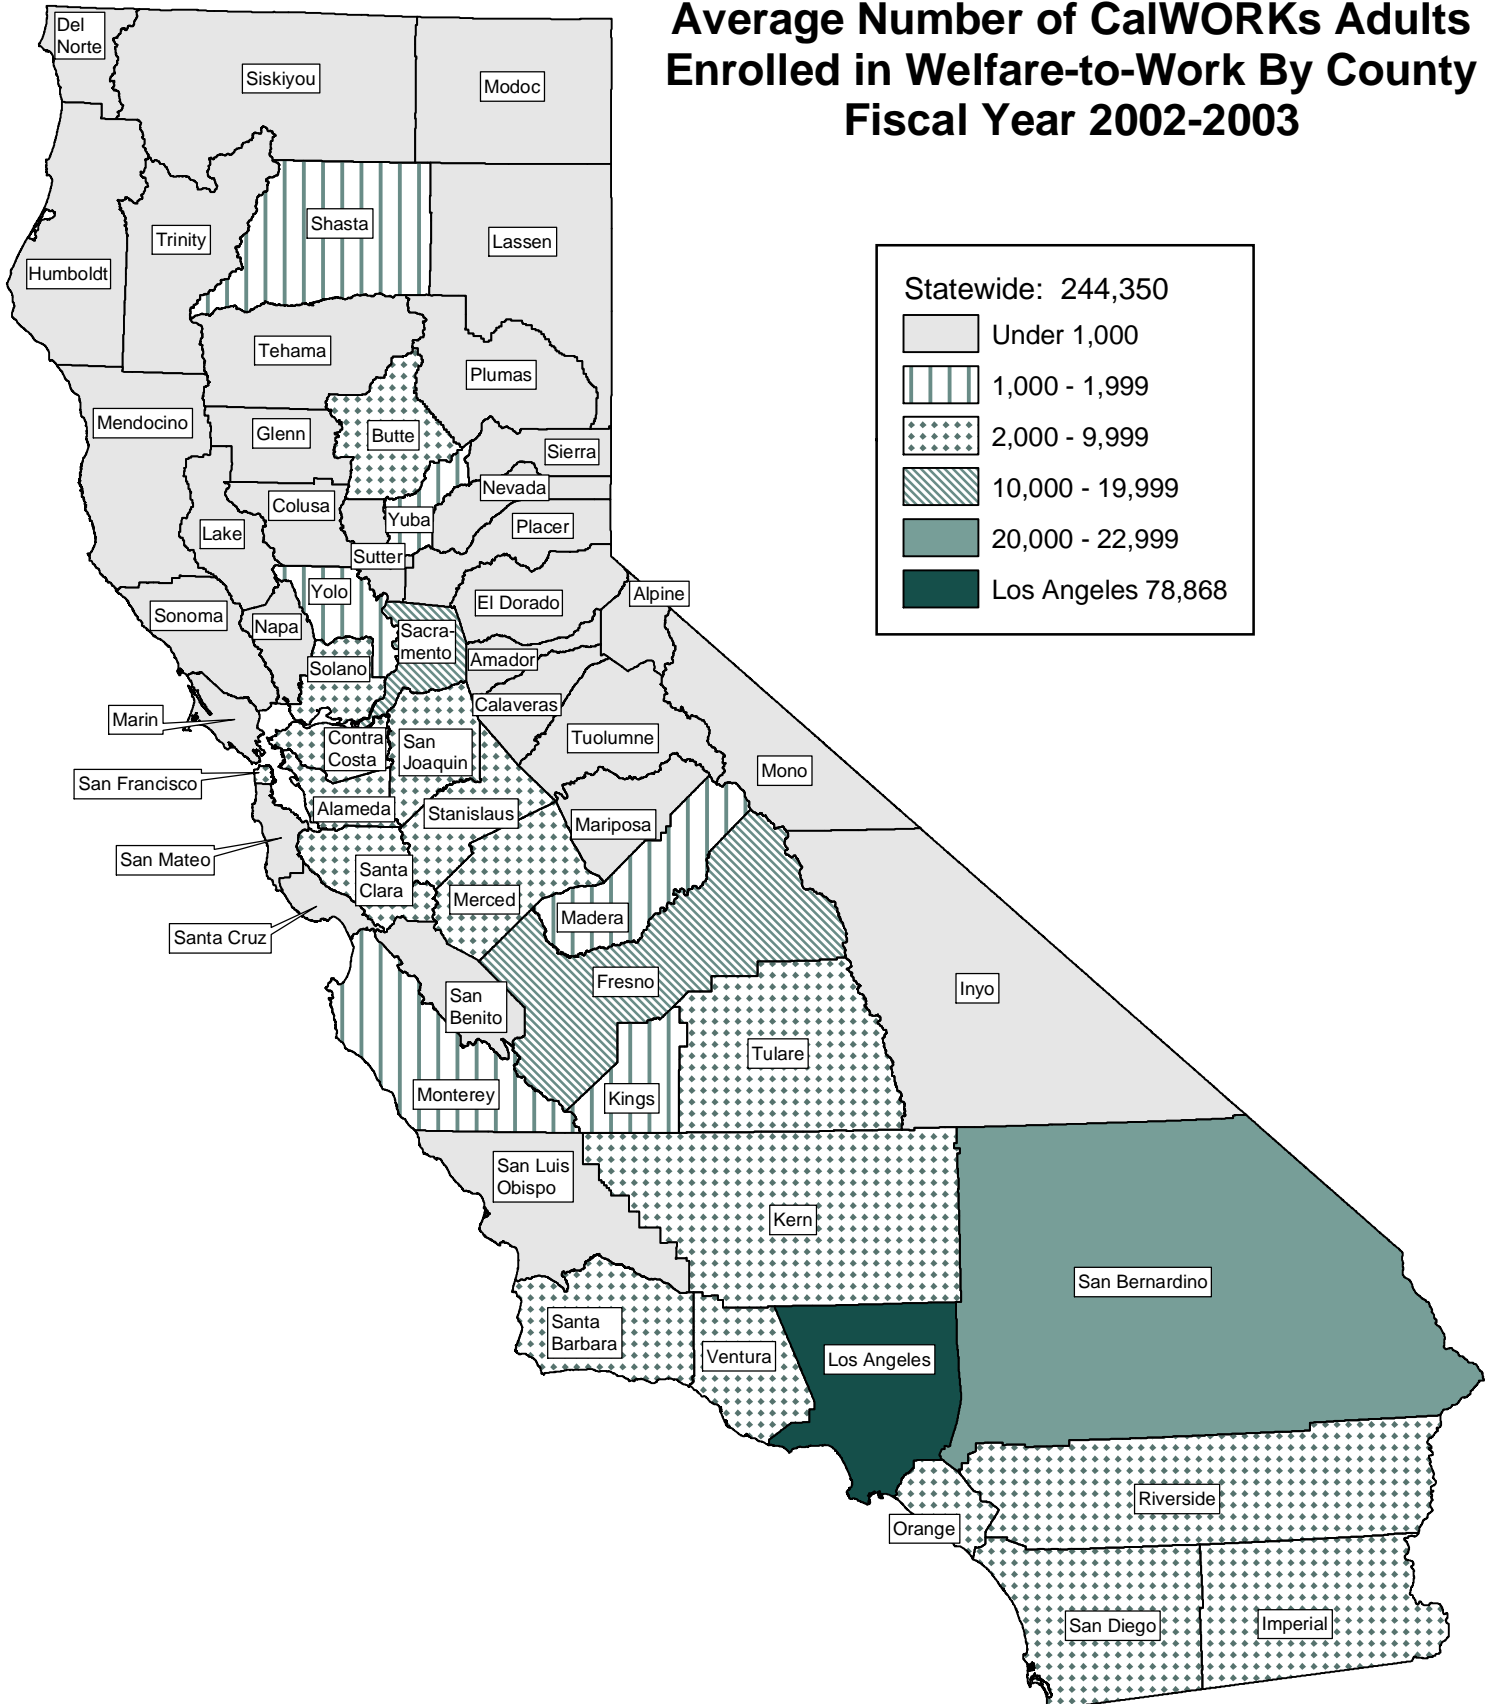 Average Number of CalWORKs Adults
Enrolled in Welfare-to-Work By County
Fiscal Year 2002-2003
Statewide: 244,350
Under 1,000
1,000 - 1,999
2,000 - 9,999
10,000 - 19,999
20,000 - 22,999
Los Angeles 78,868
Del
Norte
Siskiyou
Modoc
Humboldt
Trinity
Shasta
Lassen
Tehama
Plumas
Mendocino
Glenn
Butte
Sierra
Nevada
Colusa
Yuba
Placer
Lake
Sutter
Yolo
El Dorado
Alpine
Sonoma
Napa
Sacra-
mento
Solano
Amador
Calaveras
Marin
Contra
Costa
San
Joaquin
Tuolumne
Mono
San Francisco
Alameda
Stanislaus
Mariposa
San Mateo
Santa
Clara
Merced
Madera
Santa Cruz
Fresno
San
Benito
Inyo
Tulare
Monterey
Kings
San Luis
Obispo
Kern
San Bernardino
Santa
Barbara
Ventura
Los Angeles
Riverside
Orange
San Diego
Imperial